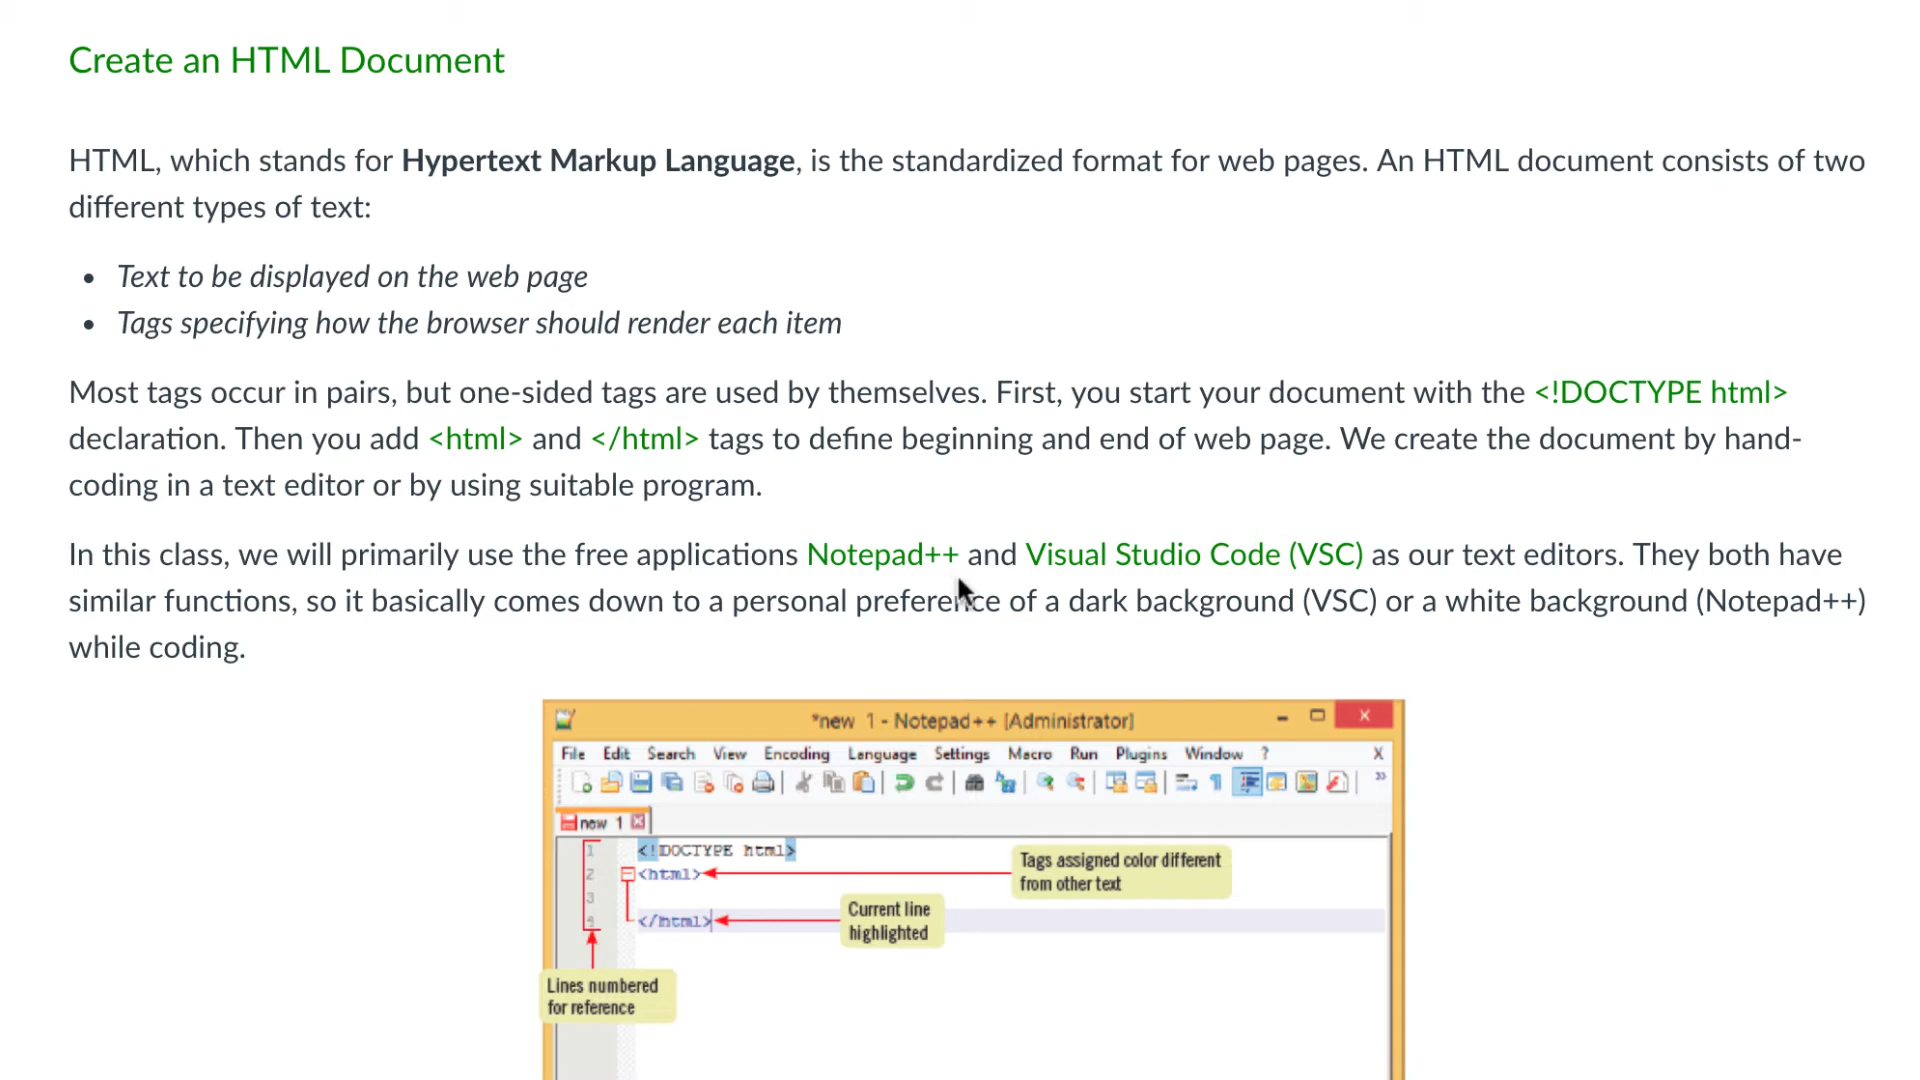 Create an HTML Document
HTML, which stands for Hypertext Markup Language, is the standardized format for web pages. An HTML document consists of two
different types of text:
• Text to be displayed on the web page
• Tags specifying how the browser should render each item
Most tags occur in pairs, but one-sided tags are used by themselves. First, you start your document with the <!DOCTYPE html>
declaration. Then you add <html> and </html> tags to define beginning and end of web page. We create the document by hand-
coding in a text editor or by using suitable program.
In this class, we will primarily use the free applications Notepad++ and Visual Studio Code (VSC) as our text editors. They both have
similar functions, so it basically comes down to a personal preference of a dark background (VSC) or a white background (Notepad++)
while coding.
*new 1 - Notepad++ [Administrator]
File Edit Search View Encoding Language Settings Macro Run Plugins Window ? X
new 1
1 <!DOCTYPE html>
2 <html>
3
4 </html>
Tags assigned color different
from other text
Current line
highlighted
Lines numbered
for reference